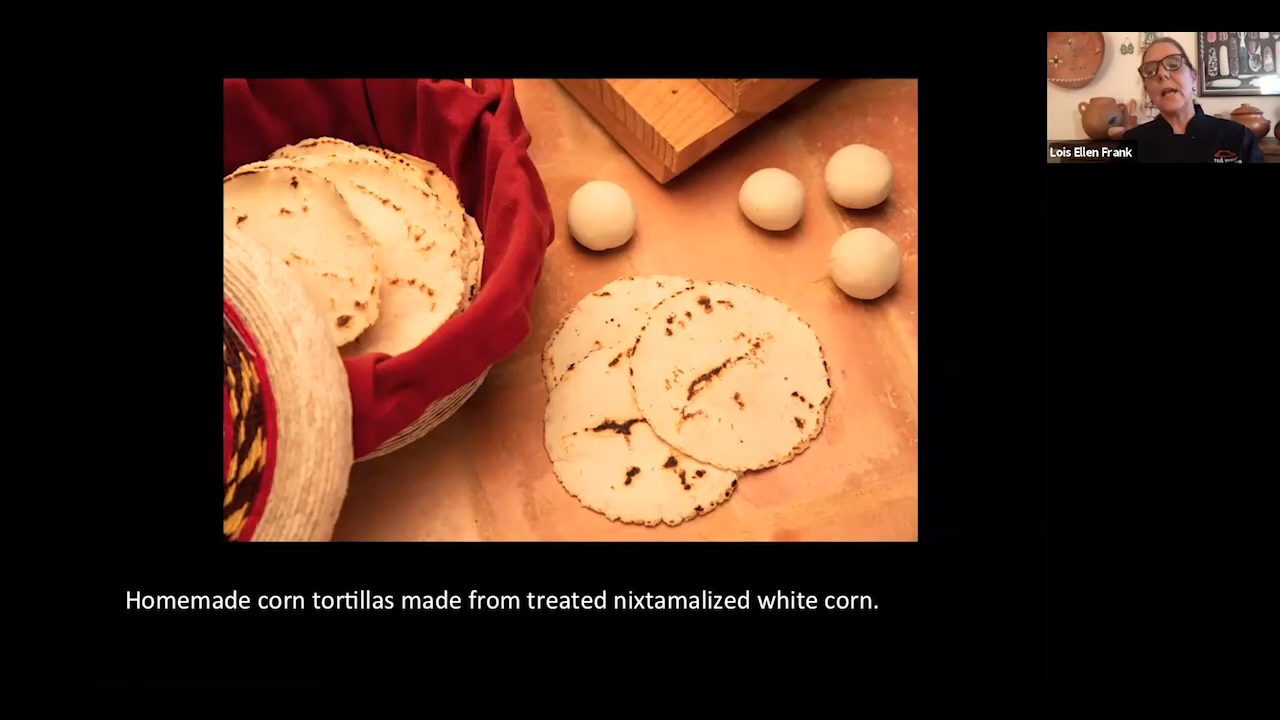 Lois Ellen Frank
Homemade corn tortillas made from treated nixtamalized white corn.